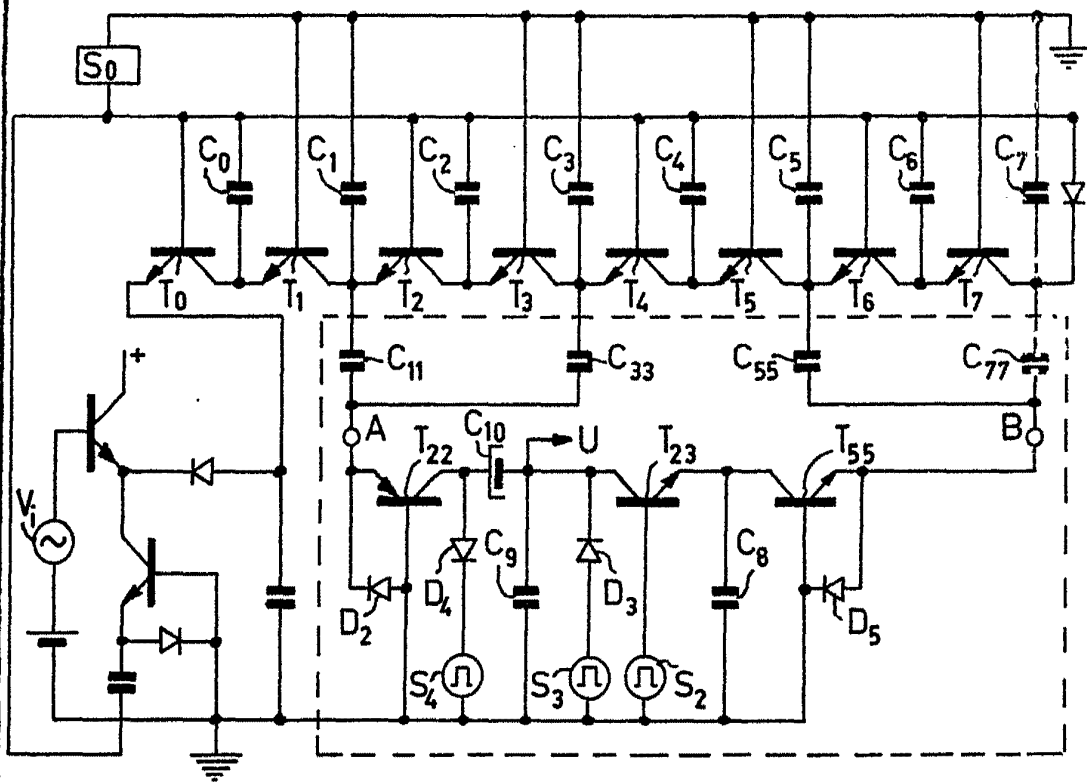 S0
C0 C1 C2 C3 C4 C5 C6 C7
T0 T1 T2 T3 T4 T5 T6 T7
C11 C33 C55 C77
+
A T22 C10 U T23 T55 B
Vi
D2 D4 C9 D3 C8 D5
S4 S3 S2